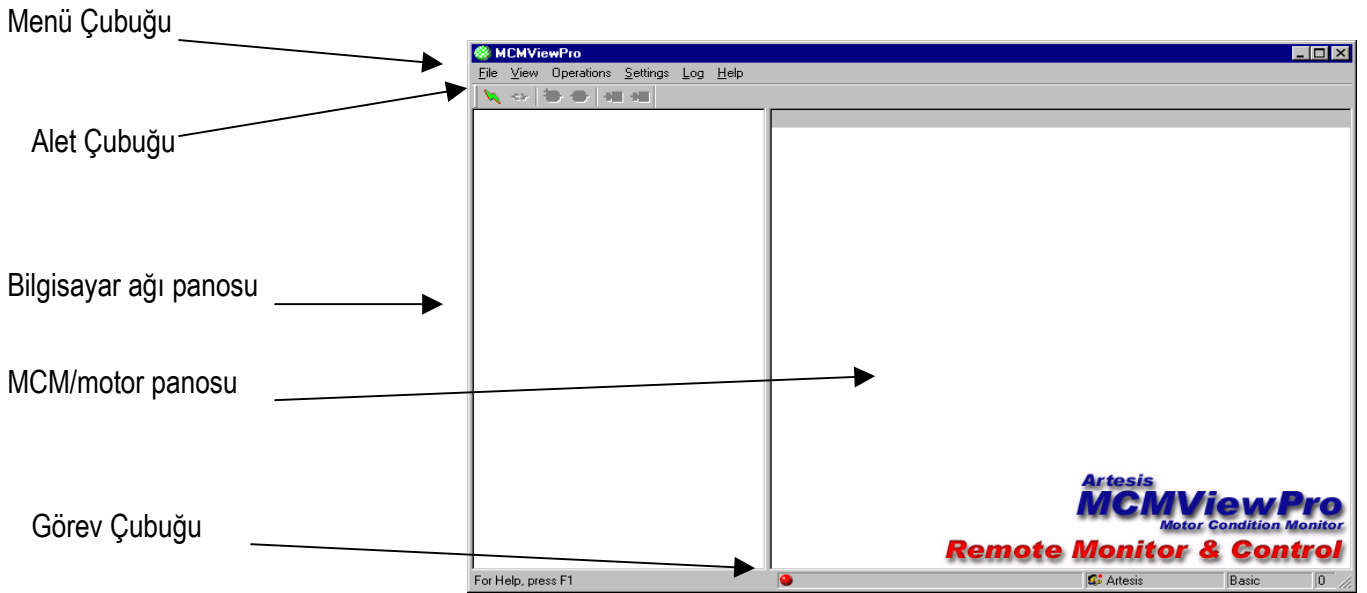 Menü Çubuğu
Alet Çubuğu
Bilgisayar ağı panosu
MCM/motor panosu
Görev Çubuğu
MCMViewPro
File View Operations Settings Log Help
Artesis
MCMViewPro
Motor Condition Monitor
Remote Monitor & Control
For Help, press F1
Artesis
Basic
0